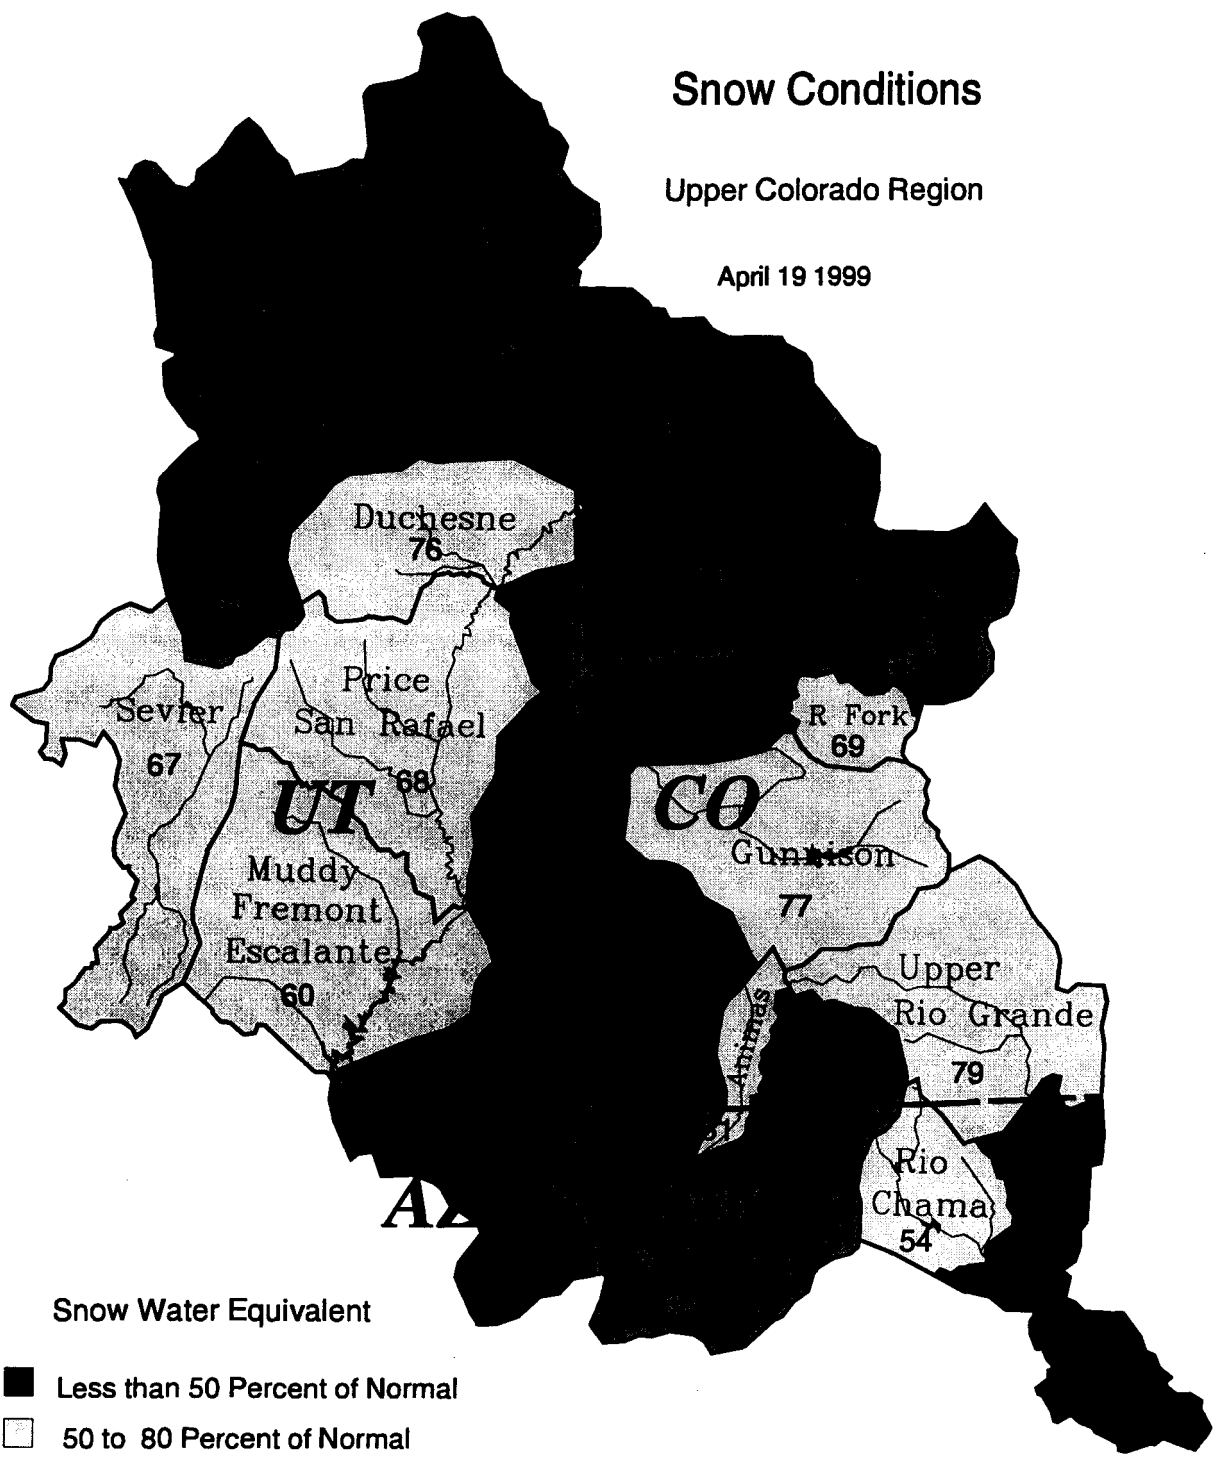 Snow Conditions
Upper Colorado Region
April 19 1999
Duchesne
76
Price
San Rafael
68
Sevier
67
UT
Muddy
Fremont
Escalante
60
R Fork
69
CO
Gunnison
77
Upper
Rio Grande
79
Animas
Rio
Chama
54
Snow Water Equivalent
Less than 50 Percent of Normal
50 to 80 Percent of Normal